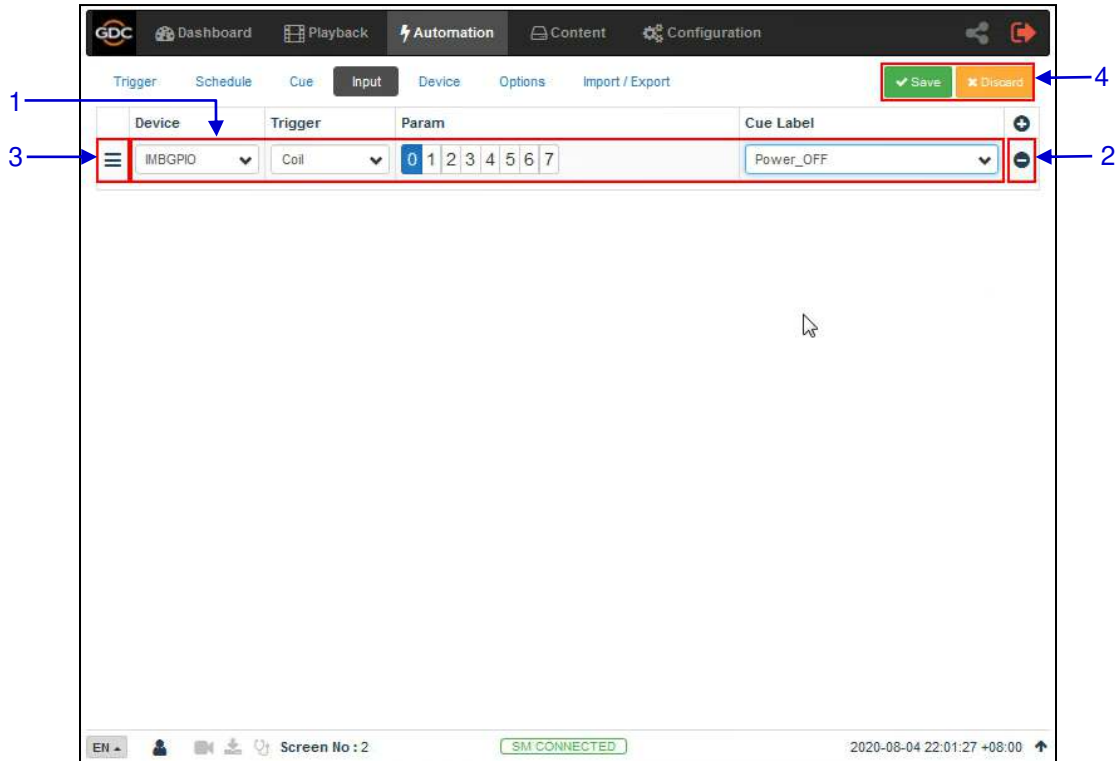 GDC Dashboard Playback Automation Content Configuration
Trigger Schedule Cue Input Device Options Import / Export Save Discard
4
1
Device Trigger Param Cue Label
3
IMBGPIO Coil 0 1 2 3 4 5 6 7 Power_OFF
2
EN Screen No : 2 SM CONNECTED 2020-08-04 22:01:27 +08:00